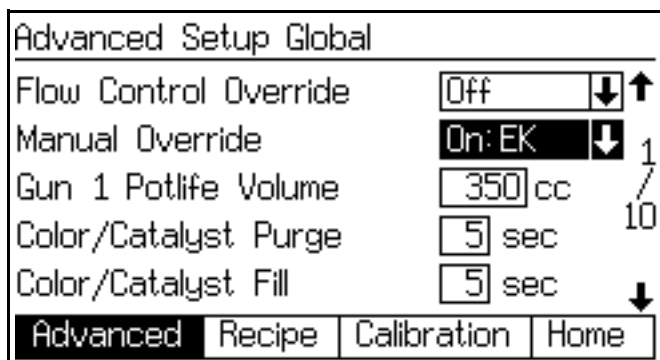 Advanced Setup Global
Flow Control Override Off
Manual Override On: EK
Gun 1 Potlife Volume 350 cc
Color/Catalyst Purge 5 sec
Color/Catalyst Fill 5 sec
1/10
Advanced Recipe Calibration Home